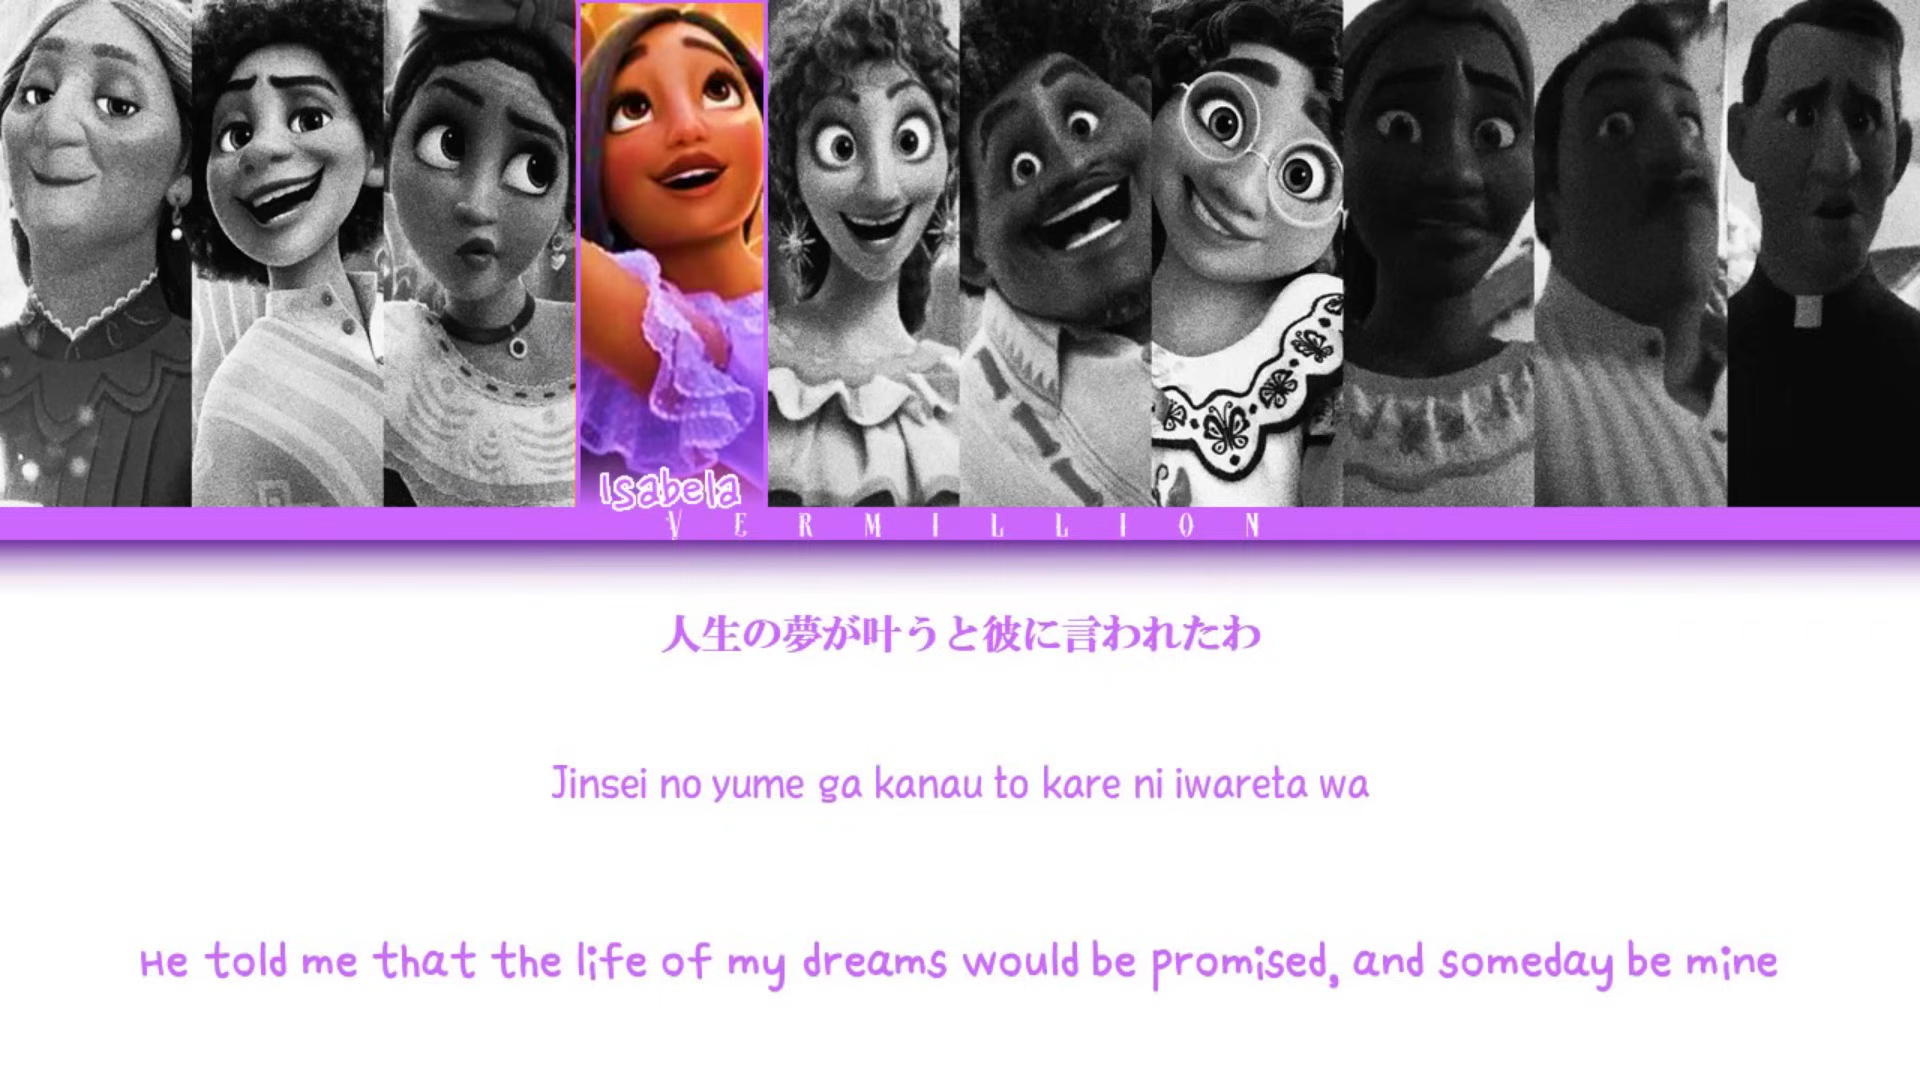 Isabela
VERMILLION
人生の夢が叶うと彼に言われたわ
Jinsei no yume ga kanau to kare ni iwareta wa
He told me that the life of my dreams would be promised, and someday be mine